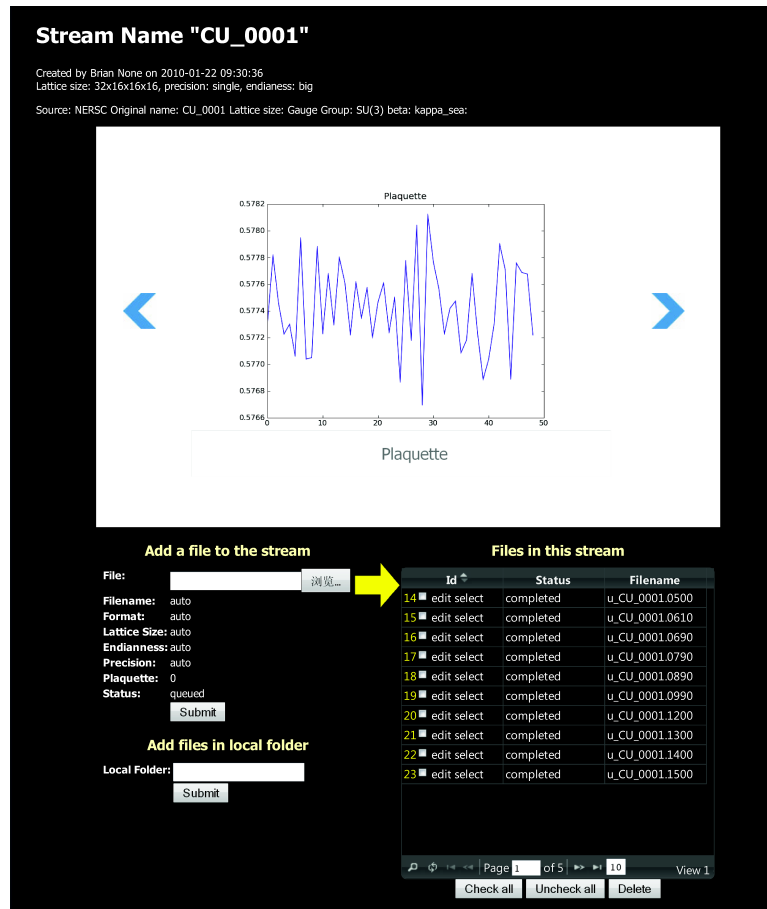 Stream Name "CU_0001"
Created by Brian None on 2010-01-22 09:30:36
Lattice size: 32x16x16x16, precision: single, endianess: big
Source: NERSC Original name: CU_0001 Lattice size: Gauge Group: SU(3) beta: kappa_sea:
Plaquette
0.5782
0.5780
0.5778
0.5776
0.5774
0.5772
0.5770
0.5768
0.5766
0 10 20 30 40 50
Plaquette
Add a file to the stream
File: 浏览...
Filename: auto
Format: auto
Lattice Size: auto
Endianness: auto
Precision: auto
Plaquette: 0
Status: queued
Submit
Add files in local folder
Local Folder:
Submit
Files in this stream
Id Status Filename
14 edit select completed u_CU_0001.0500
15 edit select completed u_CU_0001.0610
16 edit select completed u_CU_0001.0690
17 edit select completed u_CU_0001.0790
18 edit select completed u_CU_0001.0890
19 edit select completed u_CU_0001.0990
20 edit select completed u_CU_0001.1200
21 edit select completed u_CU_0001.1300
22 edit select completed u_CU_0001.1400
23 edit select completed u_CU_0001.1500
Page 1 of 5 10 View 1
Check all Uncheck all Delete